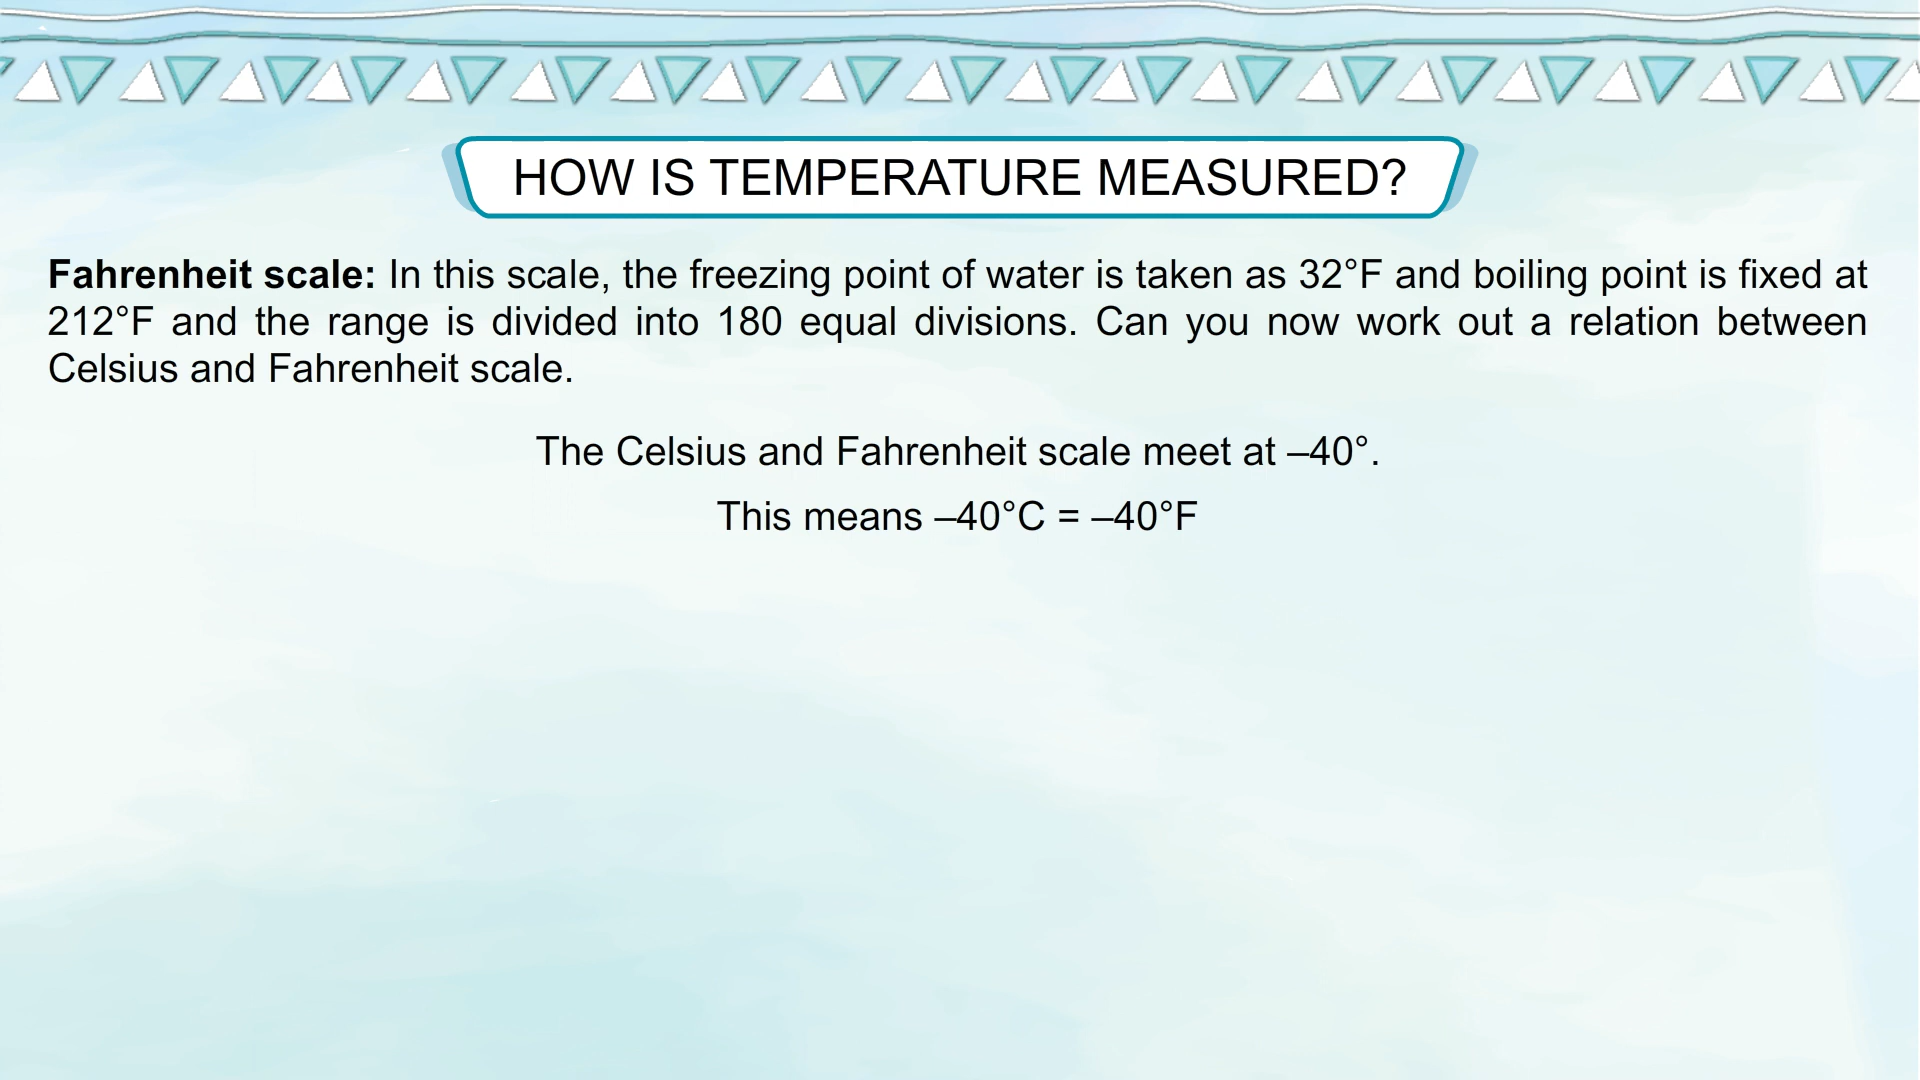 HOW IS TEMPERATURE MEASURED?
Fahrenheit scale: In this scale, the freezing point of water is taken as 32°F and boiling point is fixed at
212°F and the range is divided into 180 equal divisions. Can you now work out a relation between
Celsius and Fahrenheit scale.
The Celsius and Fahrenheit scale meet at –40°.
This means –40°C = –40°F